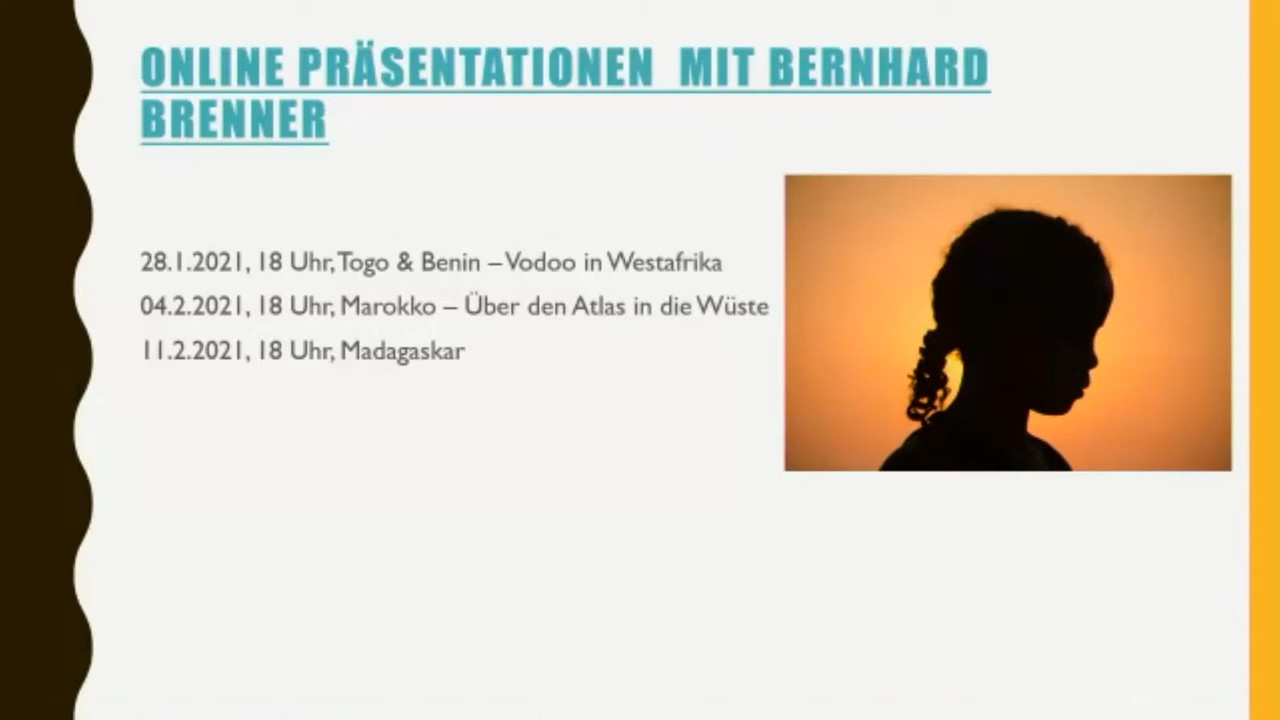 ONLINE PRÄSENTATIONEN MIT BERNHARD
BRENNER
28.1.2021, 18 Uhr, Togo & Benin – Vodoo in Westafrika
04.2.2021, 18 Uhr, Marokko – Über den Atlas in die Wüste
11.2.2021, 18 Uhr, Madagaskar